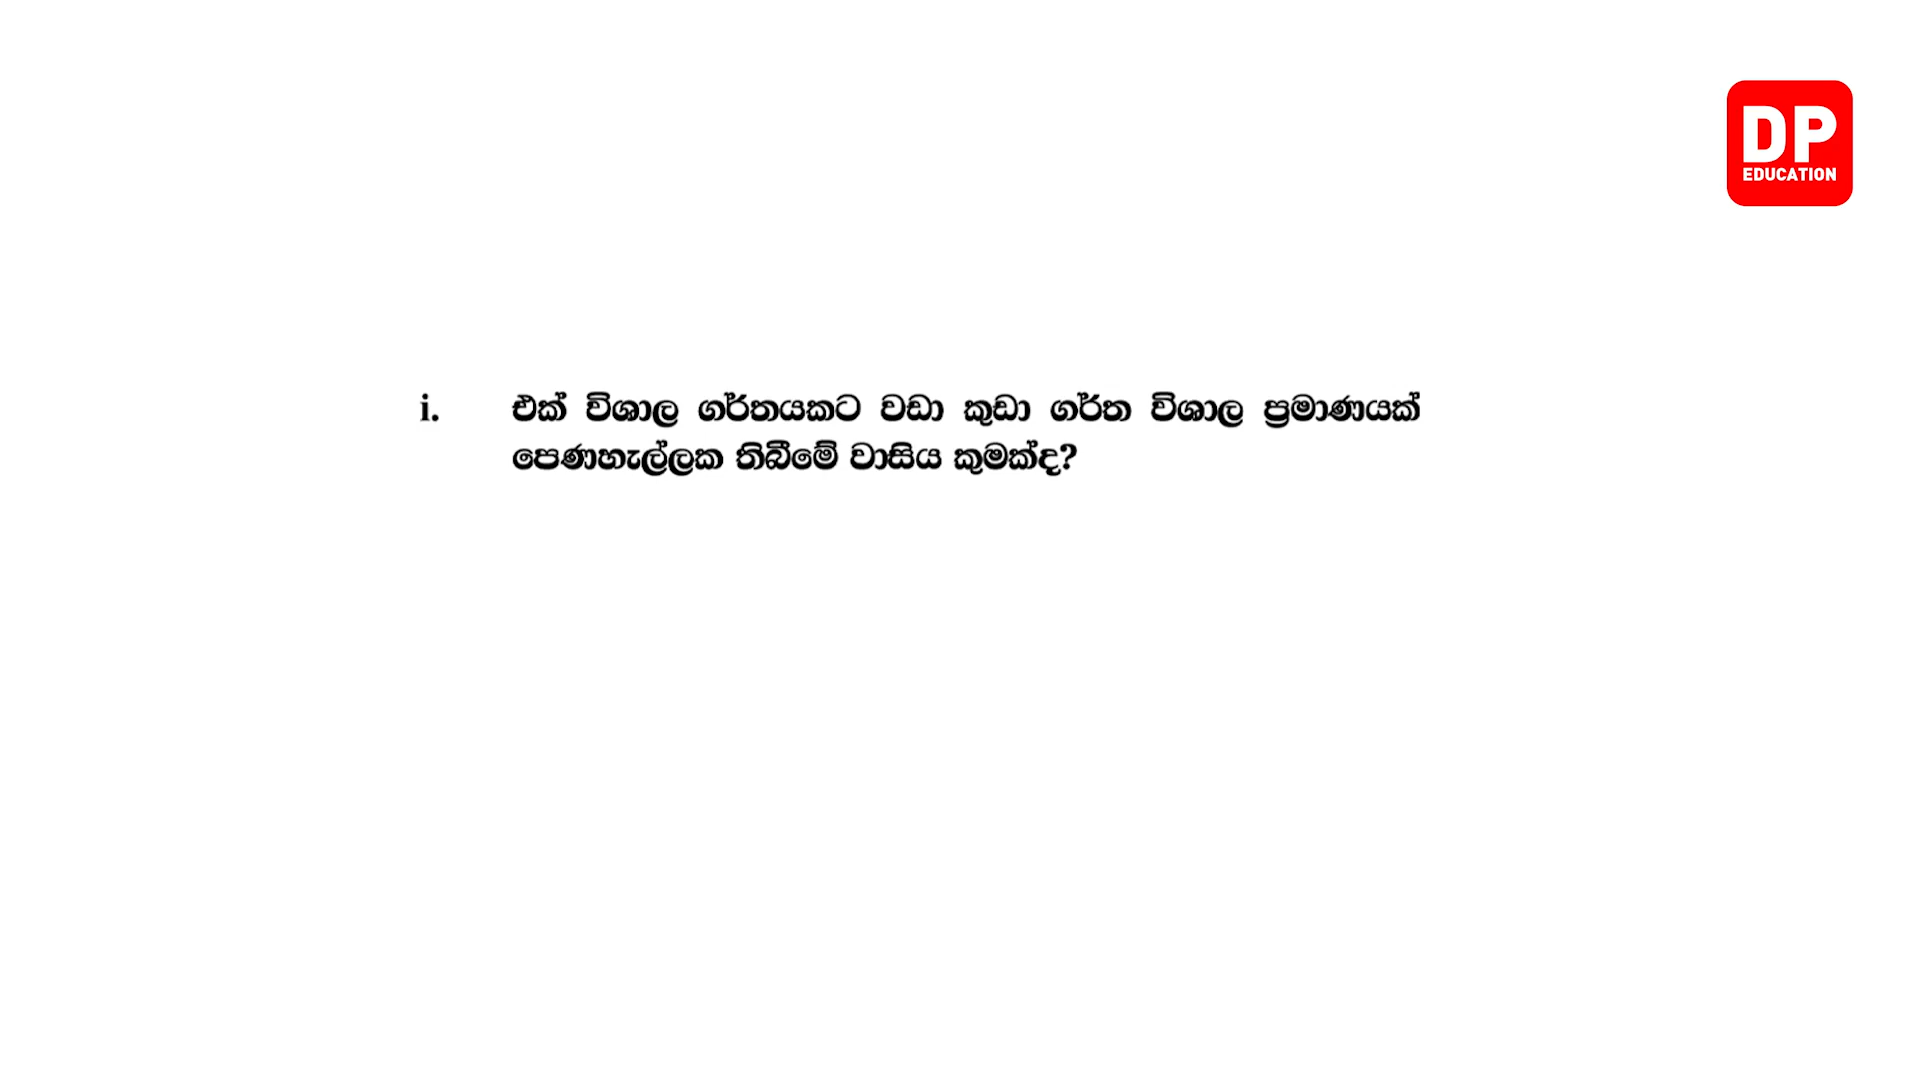 DP
EDUCATION
i. එක් විශාල ගර්තයකට වඩා කුඩා ගර්ත විශාල ප්‍රමාණයක්
පෙණහැල්ලක තිබීමේ වාසිය කුමක්ද?